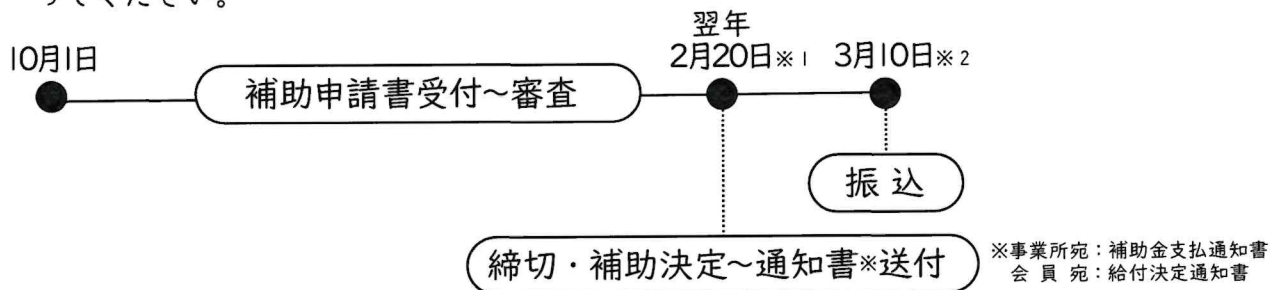 ってください。
翌年
10月1日
2月20日※1 3月10日※2
補助申請書受付～審査
振込
締切・補助決定～通知書※送付
※事業所宛：補助金支払通知書
会員宛：給付決定通知書